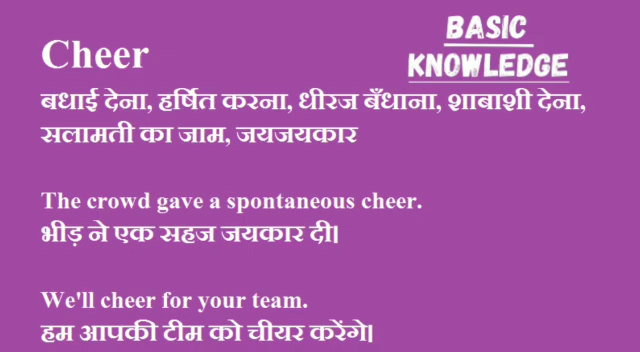 Cheer
BASIC
KNOWLEDGE
बधाई देना, हर्षित करना, धीरज बँधाना, शाबाशी देना,
सलामती का जाम, जयजयकार
The crowd gave a spontaneous cheer.
भीड़ ने एक सहज जयकार दी।
We'll cheer for your team.
हम आपकी टीम को चीयर करेंगे।